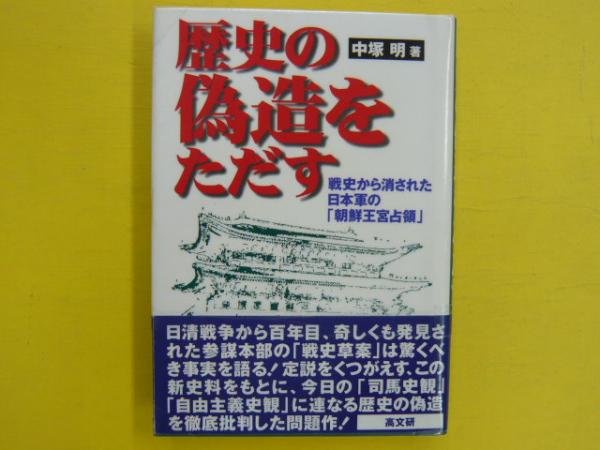 歴史の
中塚 明 著
偽造を
ただす
戦史から消された
日本軍の
「朝鮮王宮占領」
日清戦争から百年目、奇しくも発見さ
れた参謀本部の「戦史草案」は驚くべ
き事実を語る!定説をくつがえす、この
新史料をもとに、今日の「司馬史観」
「自由主義史観」に連なる歴史の偽造
を徹底批判した問題作!
高文研